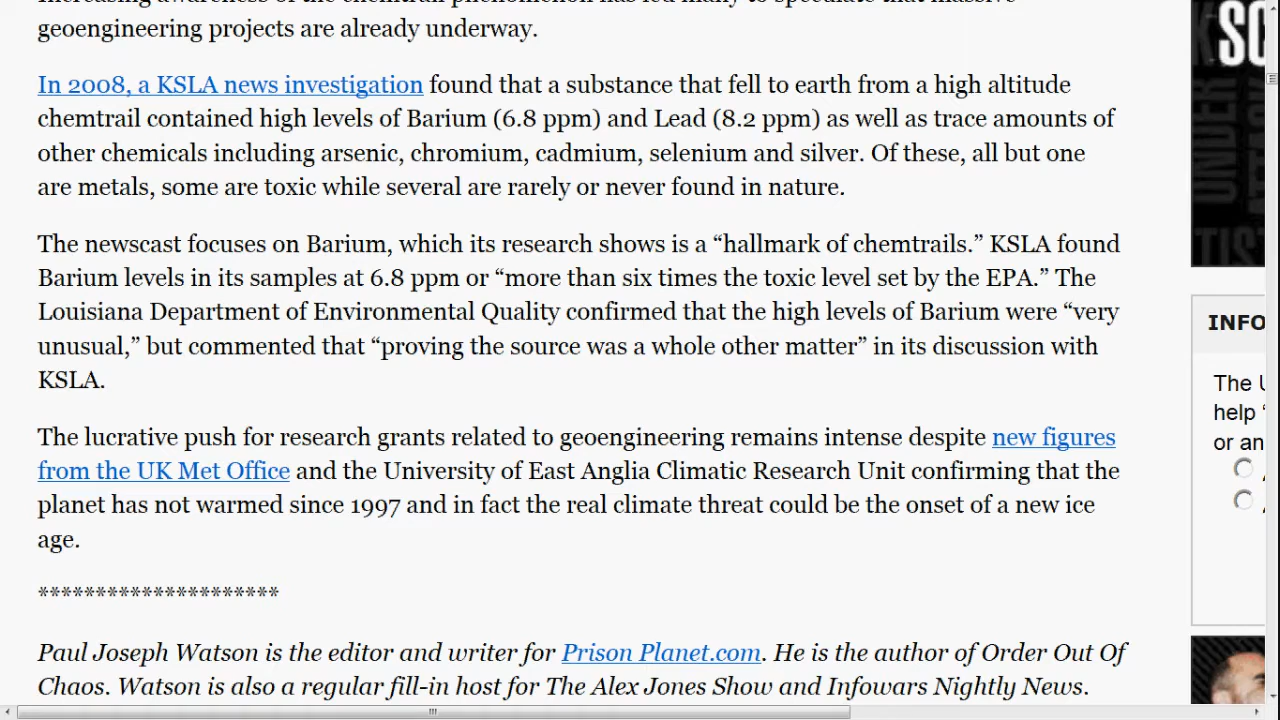 geoengineering projects are already underway.
In 2008, a KSLA news investigation found that a substance that fell to earth from a high altitude
chemtrail contained high levels of Barium (6.8 ppm) and Lead (8.2 ppm) as well as trace amounts of
other chemicals including arsenic, chromium, cadmium, selenium and silver. Of these, all but one
are metals, some are toxic while several are rarely or never found in nature.
The newscast focuses on Barium, which its research shows is a “hallmark of chemtrails.” KSLA found
Barium levels in its samples at 6.8 ppm or “more than six times the toxic level set by the EPA.” The
Louisiana Department of Environmental Quality confirmed that the high levels of Barium were “very
unusual,” but commented that “proving the source was a whole other matter” in its discussion with
KSLA.
The lucrative push for research grants related to geoengineering remains intense despite new figures
from the UK Met Office and the University of East Anglia Climatic Research Unit confirming that the
planet has not warmed since 1997 and in fact the real climate threat could be the onset of a new ice
age.
*********************
Paul Joseph Watson is the editor and writer for Prison Planet.com. He is the author of Order Out Of
Chaos. Watson is also a regular fill-in host for The Alex Jones Show and Infowars Nightly News.
KSC
UNDER
TIST
INFO
The U
help “
or an